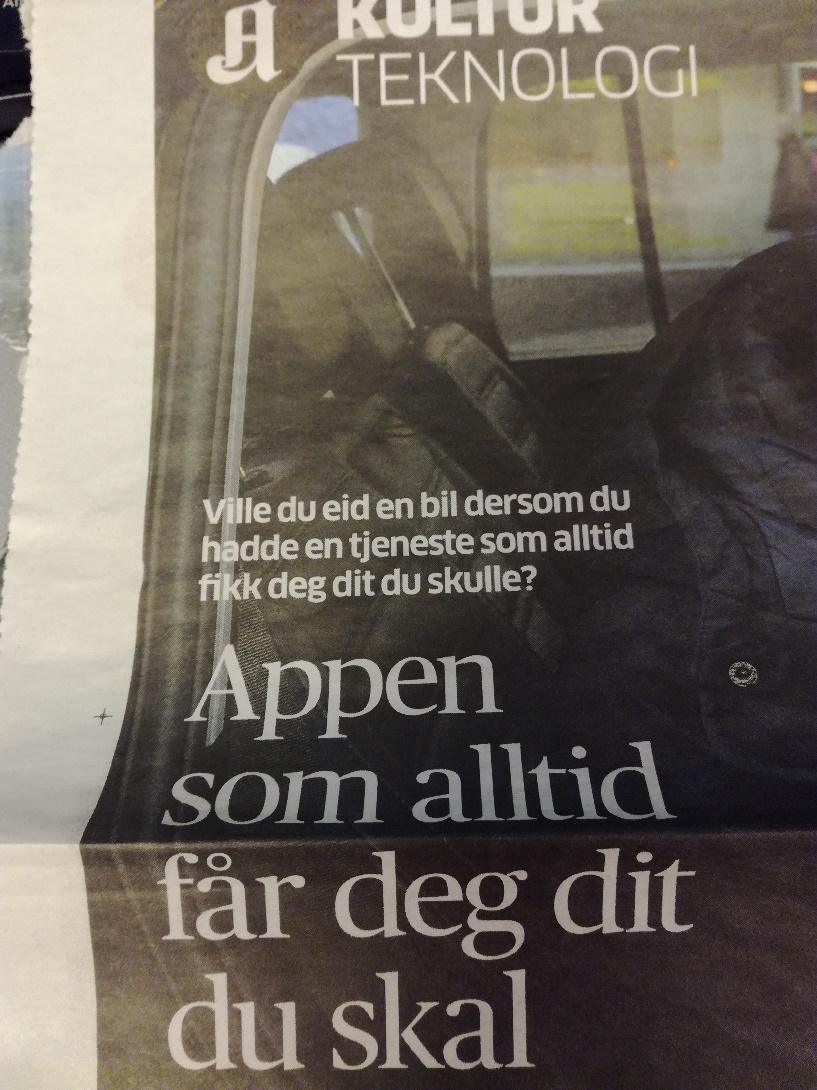 A
KULTUR
TEKNOLOGI
Ville du eid en bil dersom du
hadde en tjeneste som alltid
fikk deg dit du skulle?
Appen
som alltid
får deg dit
du skal